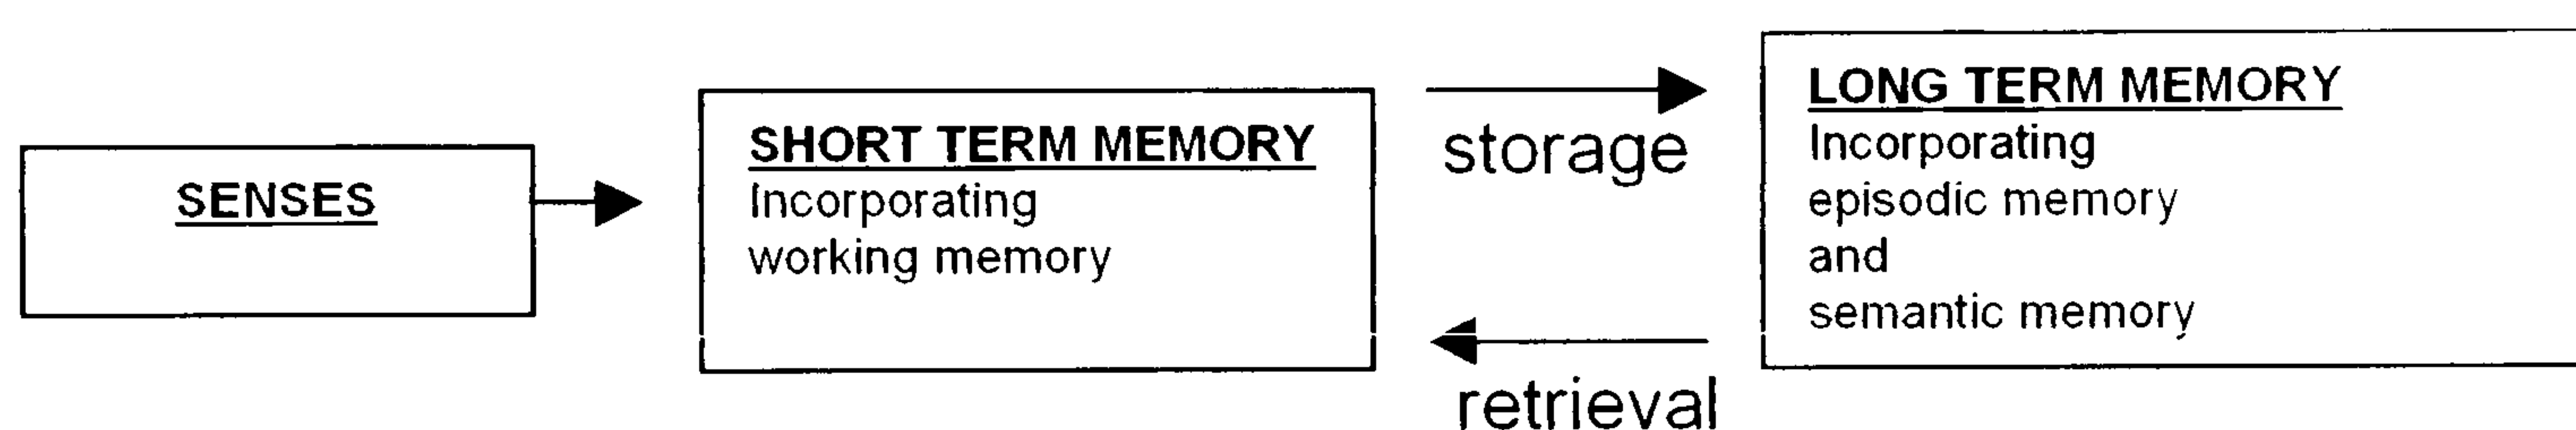 SENSES
SHORT TERM MEMORY
Incorporating
working memory
storage
retrieval
LONG TERM MEMORY
Incorporating
episodic memory
and
semantic memory